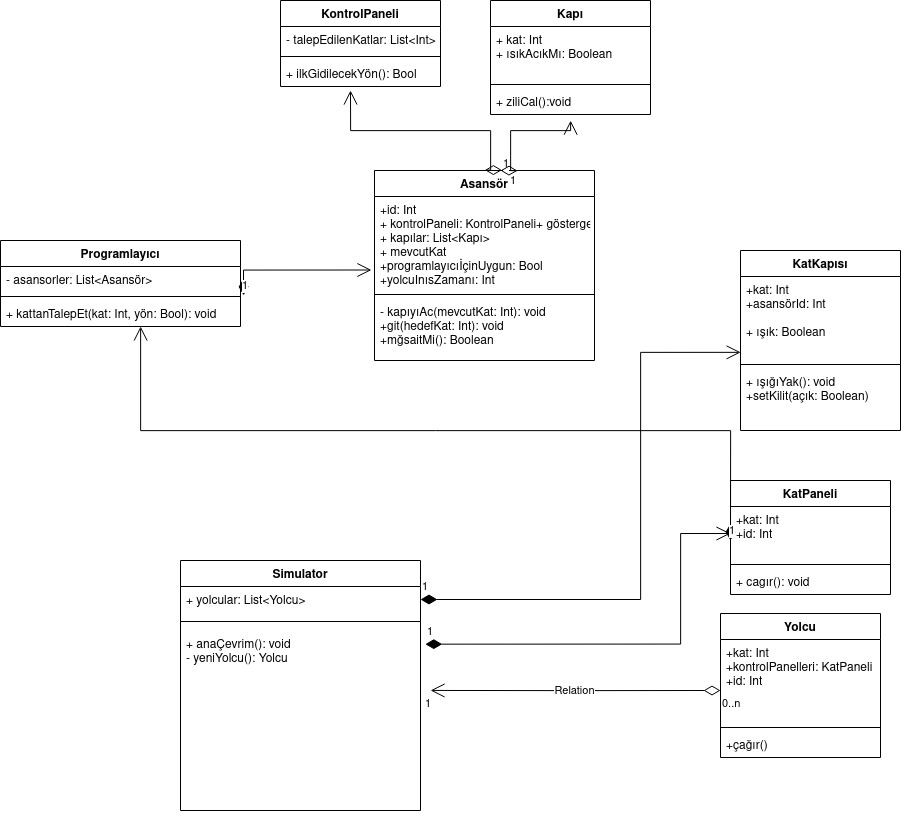 KontrolPaneli
- talepEdilenKatlar: List<Int>
+ ilkGidilecekYön(): Bool
Kapı
+ kat: Int
+ ısıkAcıkMı: Boolean
+ ziliCal():void
1
1
Asansör
+id: Int
+ kontrolPaneli: KontrolPaneli+ gösterge
+ kapılar: List<Kapı>
+ mevcutKat
+programlayıcıİçinUygun: Bool
+yolcuInısZamanı: Int
- kapıyıAc(mevcutKat: Int): void
+git(hedefKat: Int): void
+mğsaitMi(): Boolean
Programlayıcı
- asansorler: List<Asansör>
+ kattanTalepEt(kat: Int, yön: Bool): void
1
KatKapısı
+kat: Int
+asansörId: Int
+ ışık: Boolean
+ ışığıYak(): void
+setKilit(açık: Boolean)
KatPaneli
+kat: Int
+id: Int
+ cagır(): void
1
Simulator
+ yolcular: List<Yolcu>
+ anaÇevrim(): void
- yeniYolcu(): Yolcu
1
1
Relation
1
0..n
Yolcu
+kat: Int
+kontrolPanelleri: KatPaneli
+id: Int
+çağır()